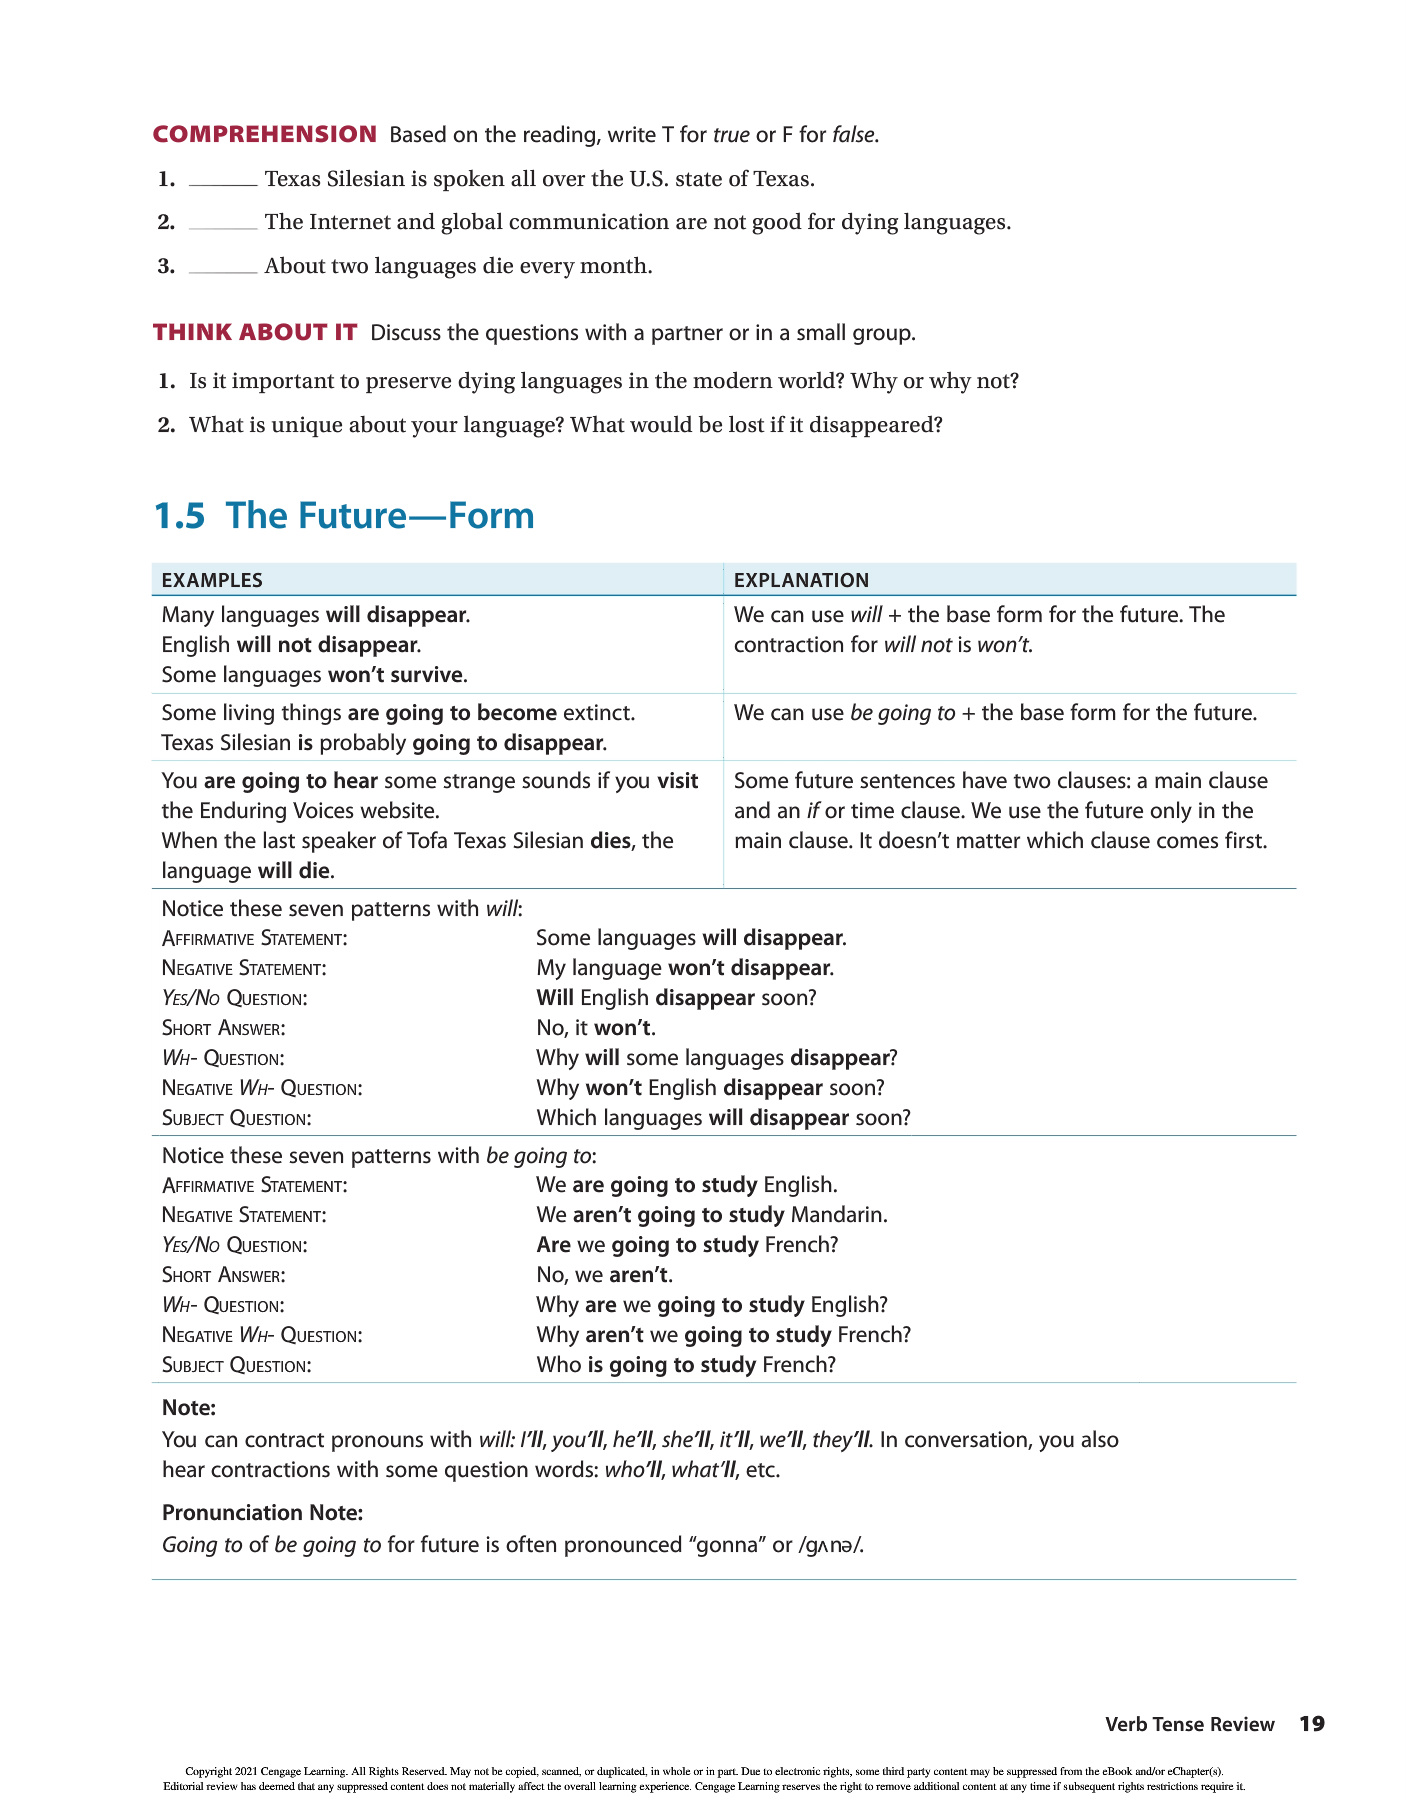 COMPREHENSION Based on the reading, write T for true or F for false.
1. ______ Texas Silesian is spoken all over the U.S. state of Texas.
2. ______ The Internet and global communication are not good for dying languages.
3. ______ About two languages die every month.
THINK ABOUT IT Discuss the questions with a partner or in a small group.
1. Is it important to preserve dying languages in the modern world? Why or why not?
2. What is unique about your language? What would be lost if it disappeared?
1.5 The Future—Form
EXAMPLES EXPLANATION
Many languages will disappear.
English will not disappear.
Some languages won't survive.
We can use will + the base form for the future. The
contraction for will not is won't.
Some living things are going to become extinct.
Texas Silesian is probably going to disappear.
We can use be going to + the base form for the future.
You are going to hear some strange sounds if you visit
the Enduring Voices website.
When the last speaker of Tofa Texas Silesian dies, the
language will die.
Some future sentences have two clauses: a main clause
and an if or time clause. We use the future only in the
main clause. It doesn't matter which clause comes first.
Notice these seven patterns with will:
AFFIRMATIVE STATEMENT: Some languages will disappear.
NEGATIVE STATEMENT: My language won't disappear.
YES/NO QUESTION: Will English disappear soon?
SHORT ANSWER: No, it won't.
WH- QUESTION: Why will some languages disappear?
NEGATIVE WH- QUESTION: Why won't English disappear soon?
SUBJECT QUESTION: Which languages will disappear soon?
Notice these seven patterns with be going to:
AFFIRMATIVE STATEMENT: We are going to study English.
NEGATIVE STATEMENT: We aren't going to study Mandarin.
YES/NO QUESTION: Are we going to study French?
SHORT ANSWER: No, we aren't.
WH- QUESTION: Why are we going to study English?
NEGATIVE WH- QUESTION: Why aren't we going to study French?
SUBJECT QUESTION: Who is going to study French?
Note:
You can contract pronouns with will: I'll, you'll, he'll, she'll, it'll, we'll, they'll. In conversation, you also
hear contractions with some question words: who'll, what'll, etc.
Pronunciation Note:
Going to of be going to for future is often pronounced "gonna" or /gʌnə/.
Verb Tense Review 19
Copyright 2021 Cengage Learning. All Rights Reserved. May not be copied, scanned, or duplicated, in whole or in part. Due to electronic rights, some third party content may be suppressed from the eBook and/or eChapter(s).
Editorial review has deemed that any suppressed content does not materially affect the overall learning experience. Cengage Learning reserves the right to remove additional content at any time if subsequent rights restrictions require it.